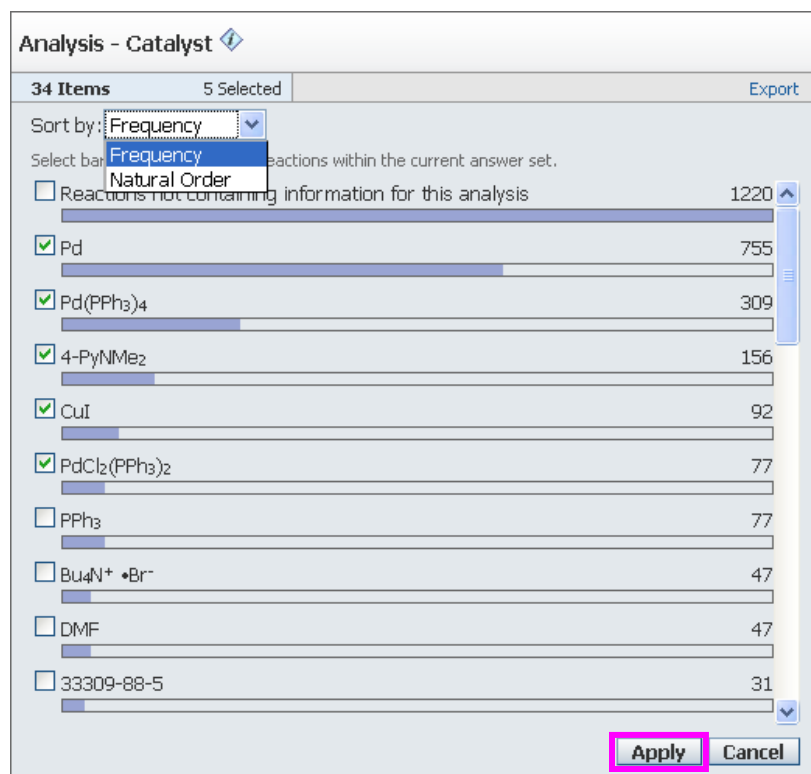 Analysis - Catalyst
34 Items 5 Selected Export
Sort by: Frequency
Frequency
Natural Order
Select bar eactions within the current answer set.
Reactions not containing information for this analysis 1220
Pd 755
Pd(PPh₃)₄ 309
4-PyNMe₂ 156
CuI 92
PdCl₂(PPh₃)₂ 77
PPh₃ 77
Bu₄N⁺ •Br⁻ 47
DMF 47
33309-88-5 31
Apply Cancel